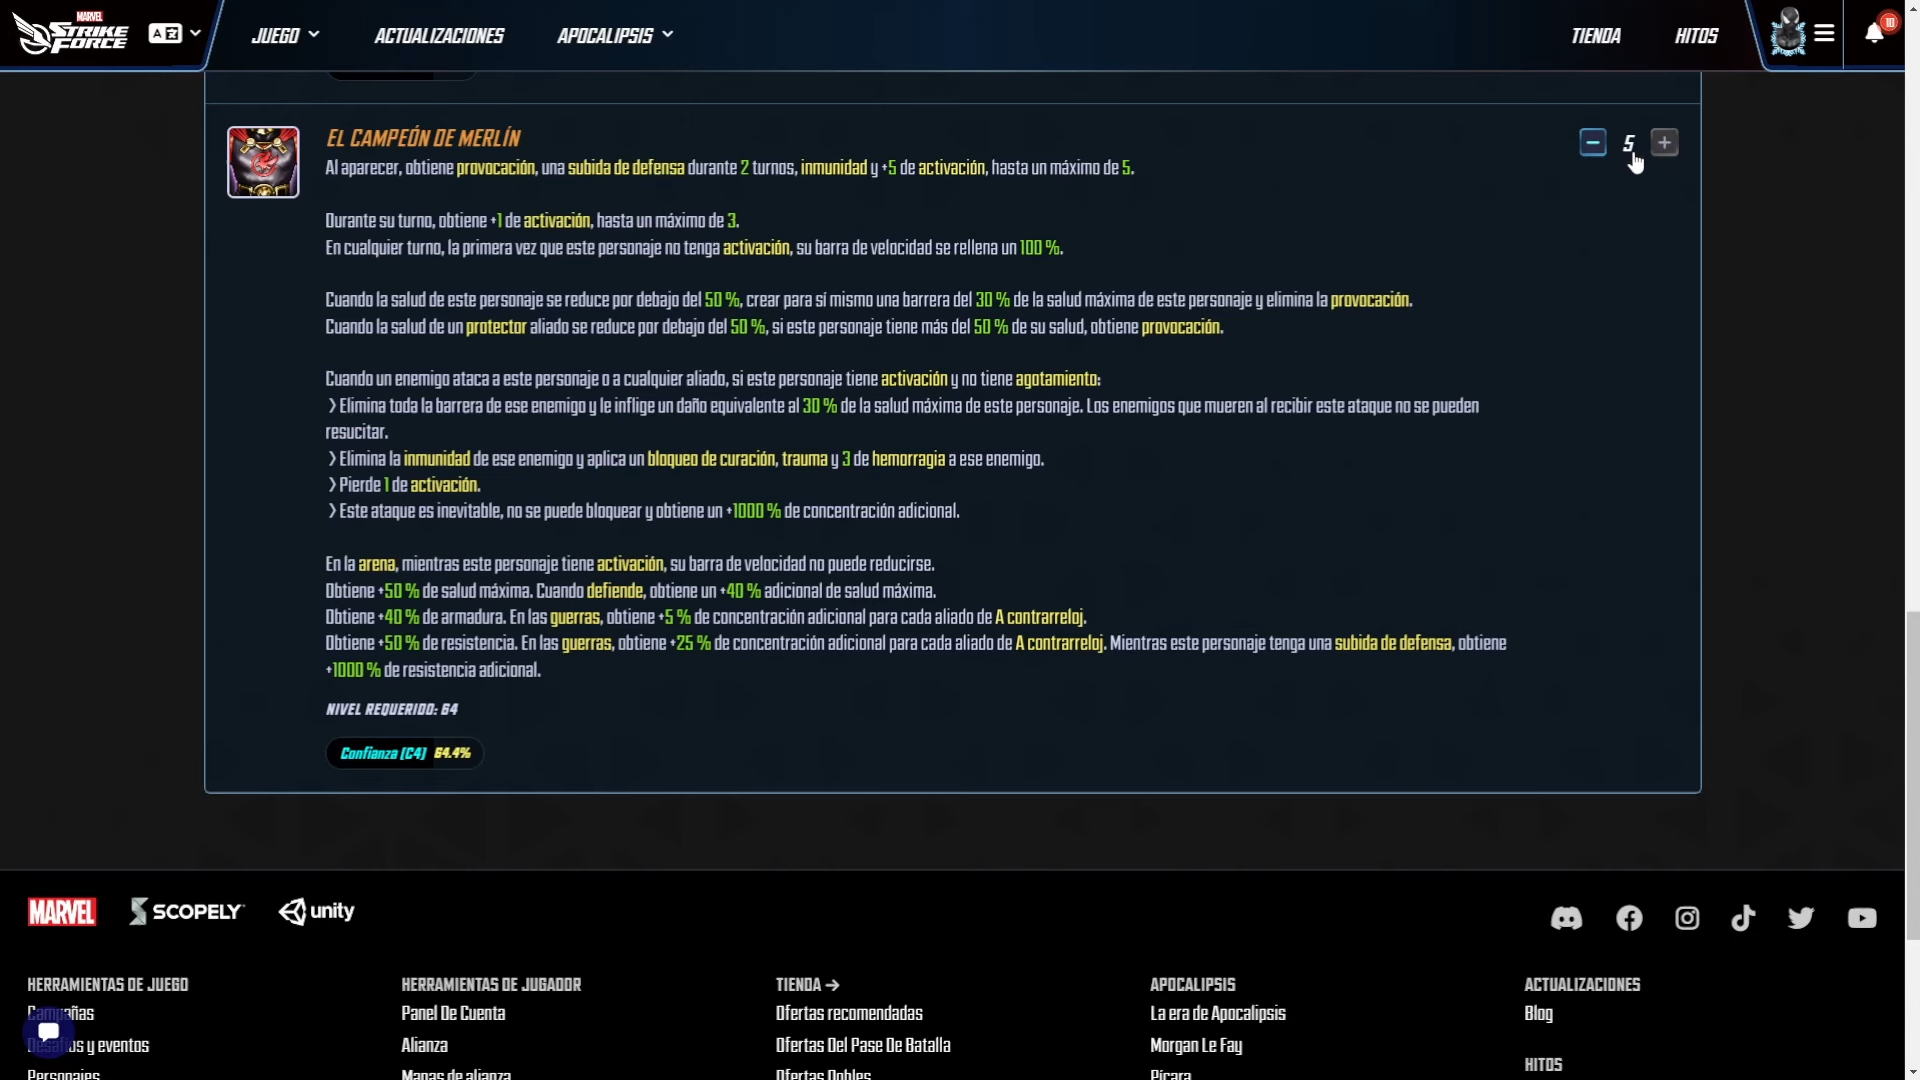 MARVEL
STRIKE
FORCE
JUEGO
ACTUALIZACIONES
APOCALIPSIS
TIENDA
HITOS
10
EL CAMPEÓN DE MERLÍN
5
Al aparecer, obtiene provocación, una subida de defensa durante 2 turnos, inmunidad y +5 de activación, hasta un máximo de 5.
Durante su turno, obtiene +1 de activación, hasta un máximo de 3.
En cualquier turno, la primera vez que este personaje no tenga activación, su barra de velocidad se rellena un 100 %.
Cuando la salud de este personaje se reduce por debajo del 50 %, crear para sí mismo una barrera del 30 % de la salud máxima de este personaje y elimina la provocación.
Cuando la salud de un protector aliado se reduce por debajo del 50 %, si este personaje tiene más del 50 % de su salud, obtiene provocación.
Cuando un enemigo ataca a este personaje o a cualquier aliado, si este personaje tiene activación y no tiene agotamiento:
> Elimina toda la barrera de ese enemigo y le inflige un daño equivalente al 30 % de la salud máxima de este personaje. Los enemigos que mueren al recibir este ataque no se pueden
resucitar.
> Elimina la inmunidad de ese enemigo y aplica un bloqueo de curación, trauma y 3 de hemorragia a ese enemigo.
> Pierde 1 de activación.
> Este ataque es inevitable, no se puede bloquear y obtiene un +1000 % de concentración adicional.
En la arena, mientras este personaje tiene activación, su barra de velocidad no puede reducirse.
Obtiene +50 % de salud máxima. Cuando defiende, obtiene un +40 % adicional de salud máxima.
Obtiene +40 % de armadura. En las guerras, obtiene +5 % de concentración adicional para cada aliado de A contrarreloj.
Obtiene +50 % de resistencia. En las guerras, obtiene +25 % de concentración adicional para cada aliado de A contrarreloj. Mientras este personaje tenga una subida de defensa, obtiene
+1000 % de resistencia adicional.
NIVEL REQUERIDO: 64
Confianza (C4) 64.4%
MARVEL
SCOPELY
unity
HERRAMIENTAS DE JUEGO
HERRAMIENTAS DE JUGADOR
TIENDA →
APOCALIPSIS
ACTUALIZACIONES
Campañas
Panel De Cuenta
Ofertas recomendadas
La era de Apocalipsis
Blog
Desafíos y eventos
Alianza
Ofertas Del Pase De Batalla
Morgan Le Fay
HITOS
Personajes
Mapas de alianza
Ofertas Dobles
Pícara